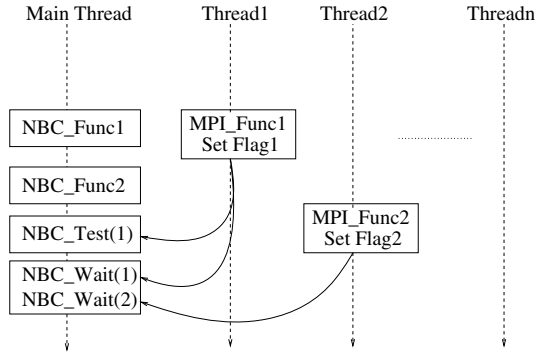 Main Thread Thread1 Thread2 Threadn
NBC_Func1
MPI_Func1
Set Flag1
NBC_Func2
NBC_Test(1)
MPI_Func2
Set Flag2
NBC_Wait(1)
NBC_Wait(2)